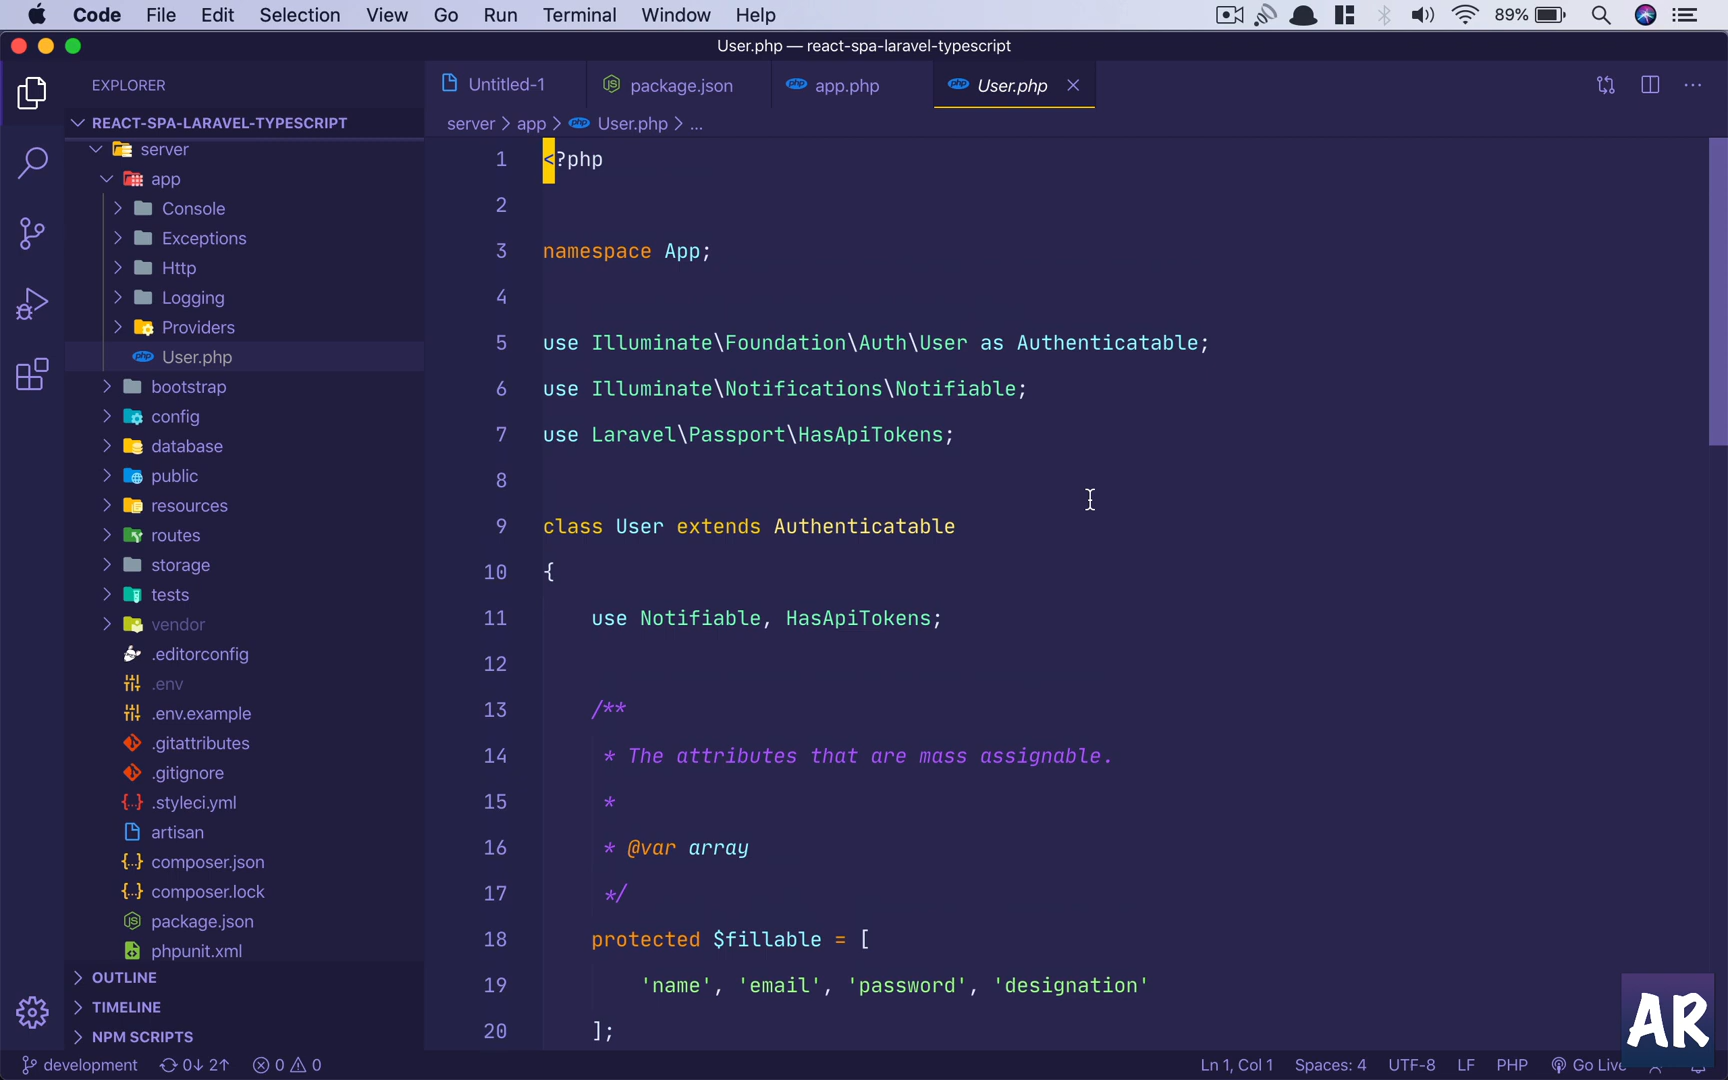 Code File Edit Selection View Go Run Terminal Window Help 89%
User.php — react-spa-laravel-typescript
EXPLORER
Untitled-1 package.json app.php User.php
REACT-SPA-LARAVEL-TYPESCRIPT
server > app > User.php > ...
server
app
Console
Exceptions
Http
Logging
Providers
User.php
bootstrap
config
database
public
resources
routes
storage
tests
vendor
.editorconfig
.env
.env.example
.gitattributes
.gitignore
.styleci.yml
artisan
composer.json
composer.lock
package.json
phpunit.xml
OUTLINE
TIMELINE
NPM SCRIPTS
1 <?php
2
3 namespace App;
4
5 use Illuminate\Foundation\Auth\User as Authenticatable;
6 use Illuminate\Notifications\Notifiable;
7 use Laravel\Passport\HasApiTokens;
8
9 class User extends Authenticatable
10 {
11 use Notifiable, HasApiTokens;
12
13 /**
14 * The attributes that are mass assignable.
15 *
16 * @var array
17 */
18 protected $fillable = [
19 'name', 'email', 'password', 'designation'
20 ];
AR
development 0↓ 2↑ 0 0 Ln 1, Col 1 Spaces: 4 UTF-8 LF PHP Go Live